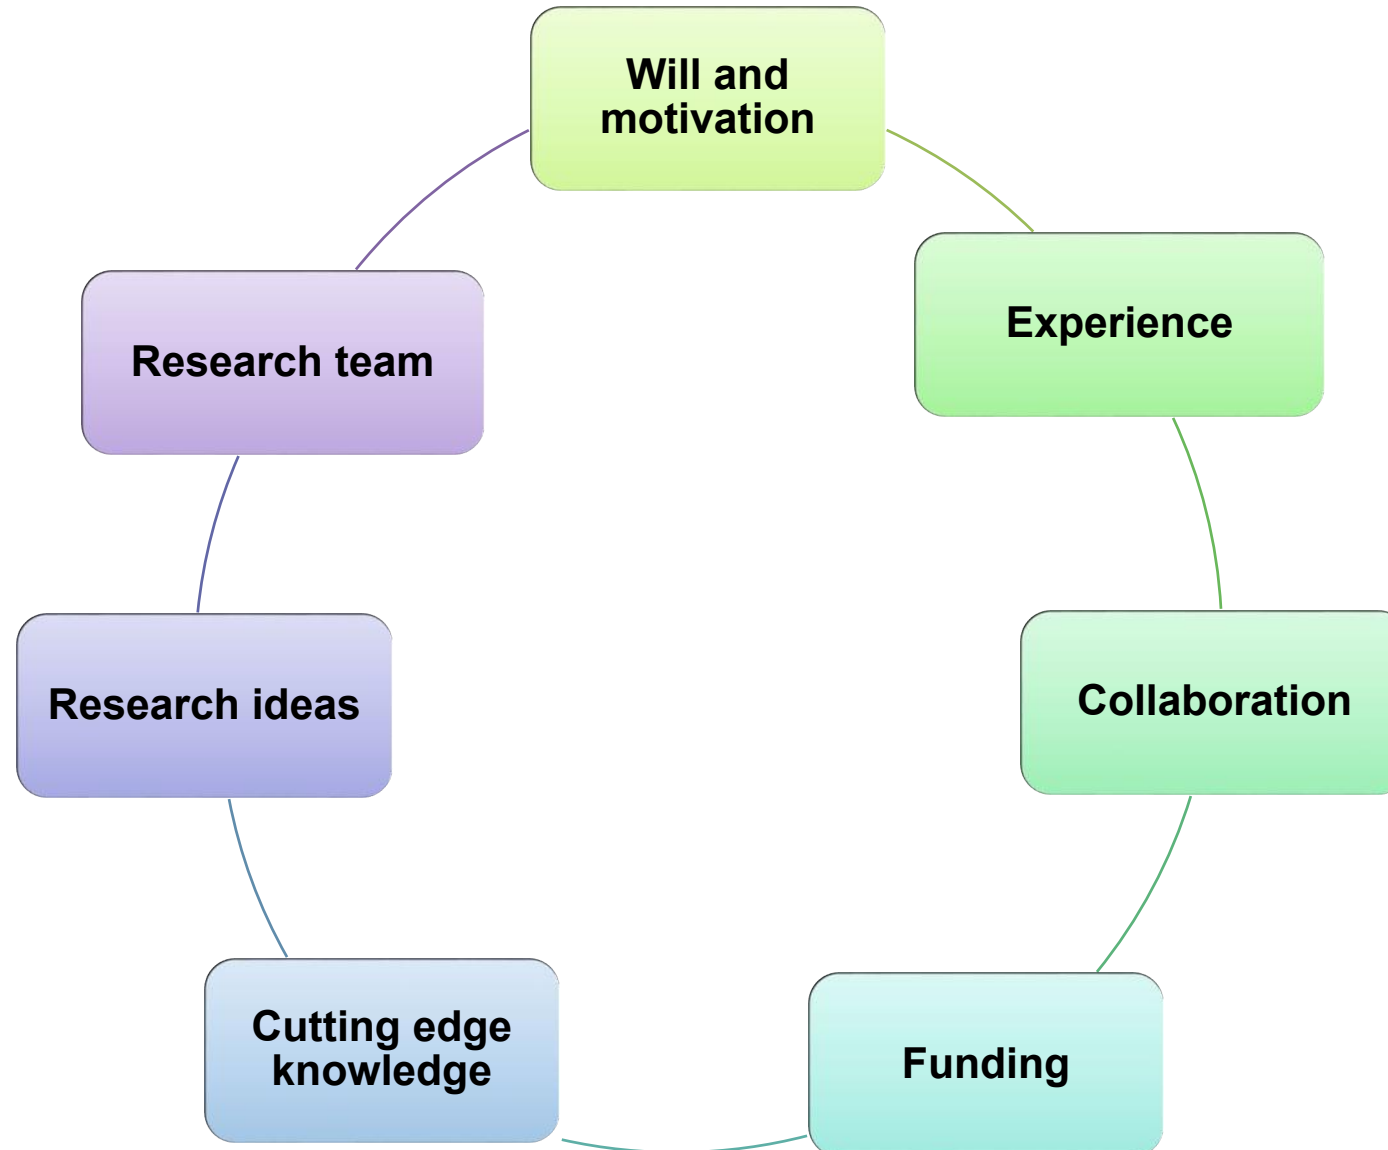 Will and
motivation
Experience
Collaboration
Funding
Cutting edge
knowledge
Research ideas
Research team